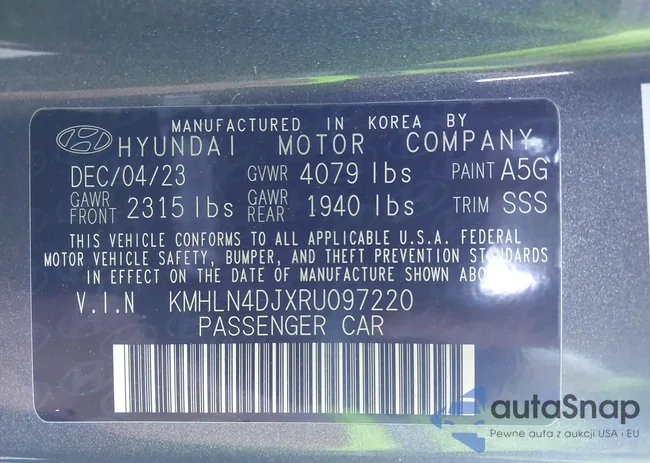 MANUFACTURED IN KOREA BY
HYUNDAI MOTOR COMPANY
DEC/04/23 GVWR 4079 lbs PAINT A5G
GAWR FRONT 2315 lbs GAWR REAR 1940 lbs TRIM SSS
THIS VEHICLE CONFORMS TO ALL APPLICABLE U.S.A. FEDERAL
MOTOR VEHICLE SAFETY, BUMPER, AND THEFT PREVENTION STANDARDS
IN EFFECT ON THE DATE OF MANUFACTURE SHOWN ABOVE.
V.I.N KMHLN4DJXRU097220
PASSENGER CAR
autaSnap
Pewne auta z aukcji USA i EU